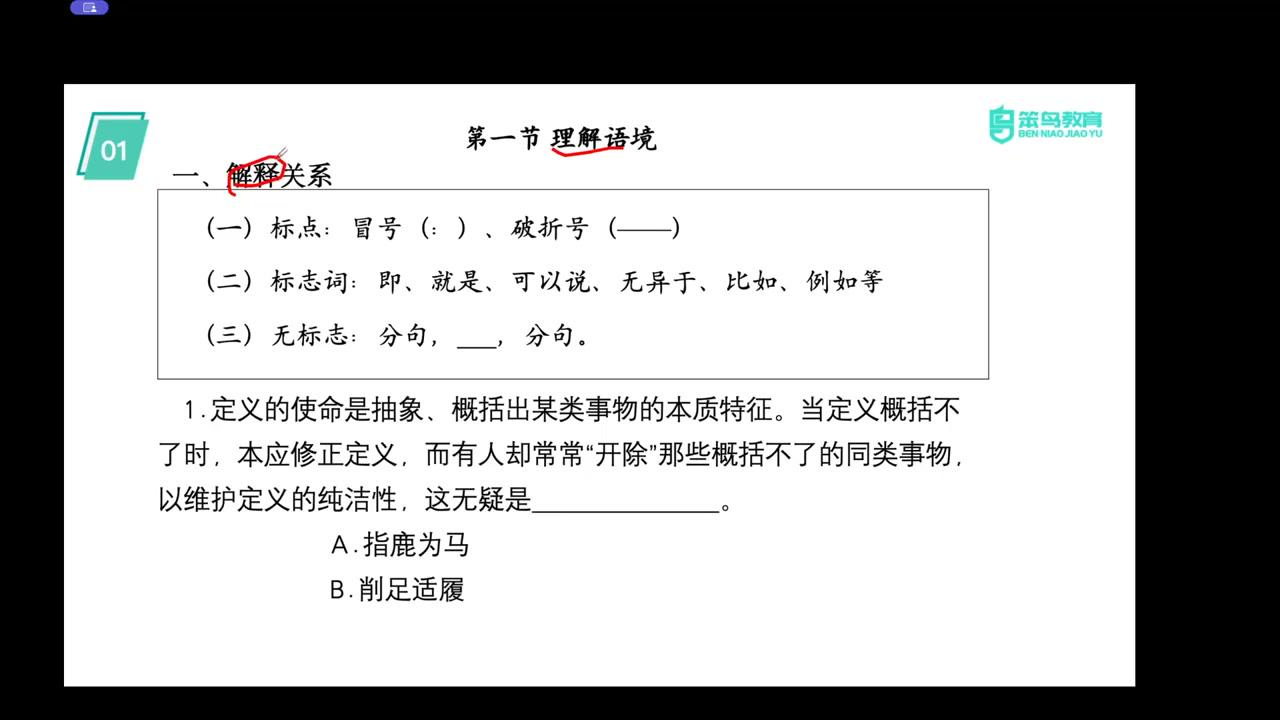 01
第一节 理解语境
笨鸟教育
BEN NIAO JIAO YU
一、解释关系
（一）标点：冒号（：）、破折号（——）
（二）标志词：即、就是、可以说、无异于、比如、例如等
（三）无标志：分句，___，分句。
1.定义的使命是抽象、概括出某类事物的本质特征。当定义概括不
了时，本应修正定义，而有人却常常“开除”那些概括不了的同类事物，
以维护定义的纯洁性，这无疑是______________。
A.指鹿为马
B.削足适履